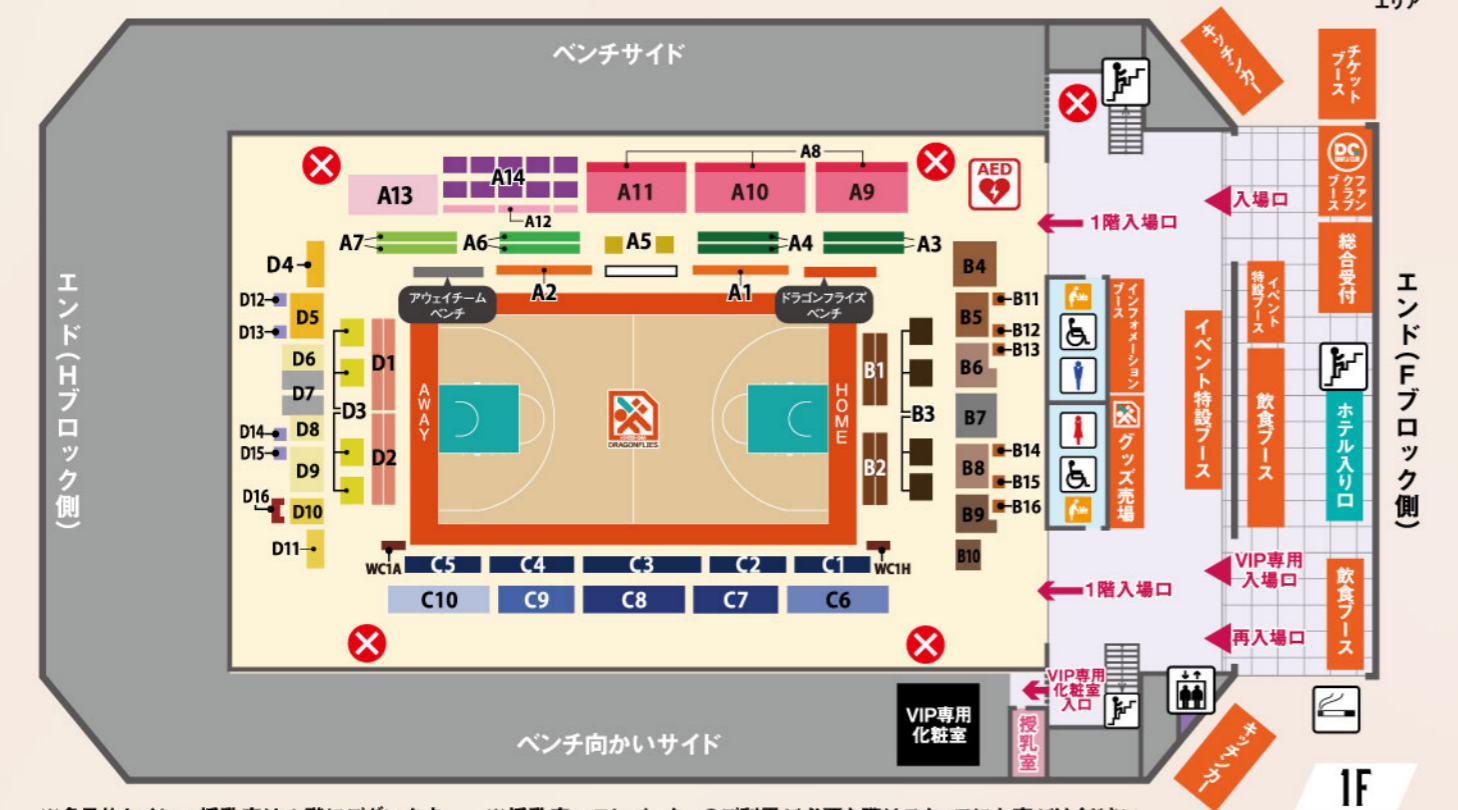 エリア
ベンチサイド
キッチンカー
チケット
ブース
ファン
クラブ
ブース
総合受付
入場口
1階入場口
AED
A8
A14
A13
A11
A10
A9
A12
A7
A6
A5
A4
A3
アウェイチーム
ベンチ
A2
A1
ドラゴンフライズ
ベンチ
D4
D12
D5
D13
D6
D7
D3
D8
D14
D15
D9
D16
D10
D11
D1
D2
AWAY
DRAGONFLIES
HOME
B1
B2
B3
B4
B11
B5
B12
B13
B6
B7
B14
B8
B15
B16
B9
B10
WC1A
C5
C4
C3
C2
C1
WC1H
C10
C9
C8
C7
C6
エンド(Hブロック側)
インフォメーション
ブース
グッズ売場
イベント特設ブース
イベント
特設ブース
飲食ブース
ホテル入り口
エンド(Fブロック側)
1階入場口
VIP専用
入場口
再入場口
飲食ブース
VIP専用
化粧室
入口
VIP専用
化粧室
授乳室
ベンチ向かいサイド
キッチンカー
1F